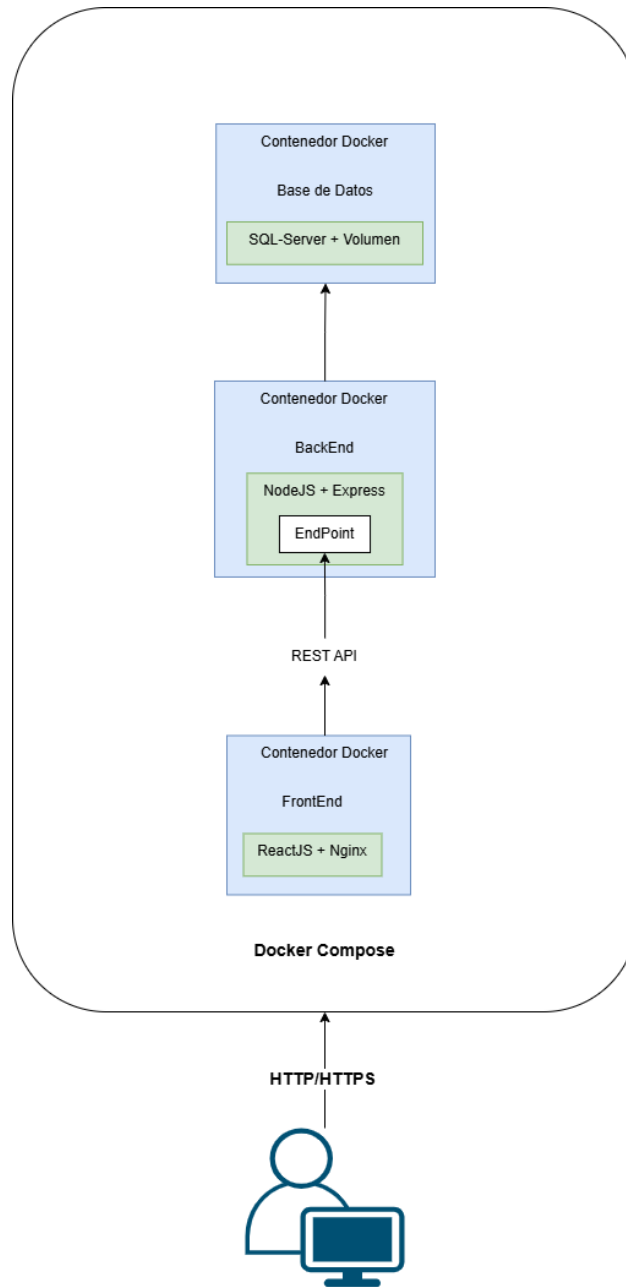 Contenedor Docker
Base de Datos
SQL-Server + Volumen
Contenedor Docker
BackEnd
NodeJS + Express
EndPoint
REST API
Contenedor Docker
FrontEnd
ReactJS + Nginx
Docker Compose
HTTP/HTTPS